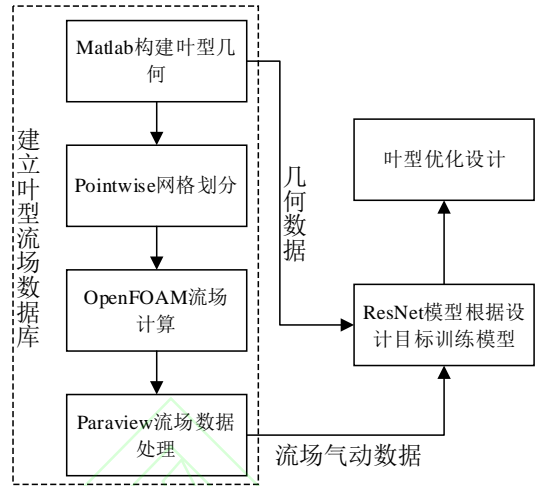 Matlab构建叶型几
何
Pointwise网格划分
OpenFOAM流场
计算
Paraview流场数据
处理
建立叶型流场数据库
几何数据
流场气动数据
叶型优化设计
ResNet模型根据设
计目标训练模型